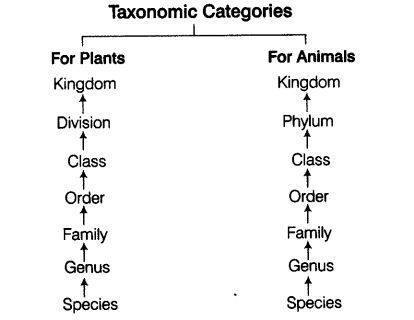 Taxonomic Categories
For Plants
Kingdom
Division
Class
Order
Family
Genus
Species
For Animals
Kingdom
Phylum
Class
Order
Family
Genus
Species